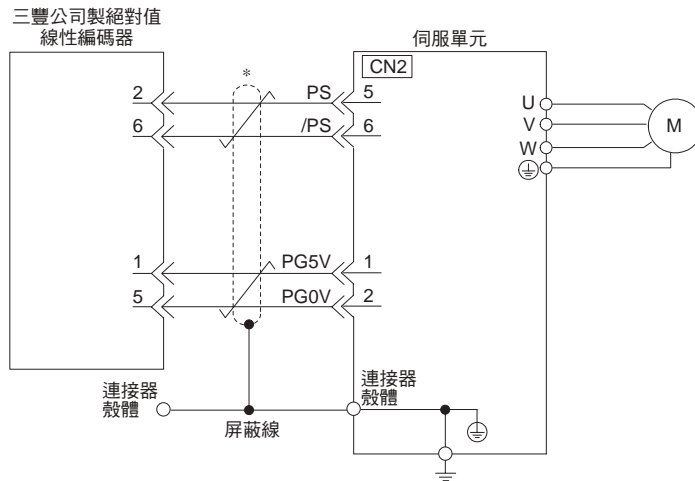 三豐公司製絕對值
線性編碼器
伺服單元
CN2
*
2 PS 5
6 /PS 6
U
V
W
M
1 PG5V 1
5 PG0V 2
連接器
殼體
連接器
殼體
屏蔽線